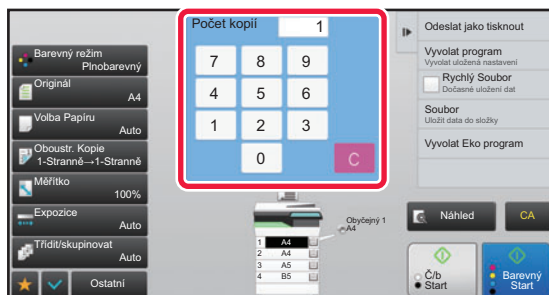 Počet kopií 1
7 8 9
4 5 6
1 2 3
0 C
Barevný režim
Plnobarevný
Originál
A4
Volba Papíru
Auto
Oboustr. Kopie
1-Stranně→1-Stranně
Měřítko
100%
Expozice
Auto
Třídit/skupinovat
Auto
Ostatní
Obyčejný 1
A4
1 A4
2 A4
3 A5
4 B5
Odeslat jako tisknout
Vyvolat program
Vyvolat uložená nastavení
Rychlý Soubor
Dočasné uložení dat
Soubor
Uložit data do složky
Vyvolat Eko program
Náhled
CA
Č/b
Start
Barevný
Start